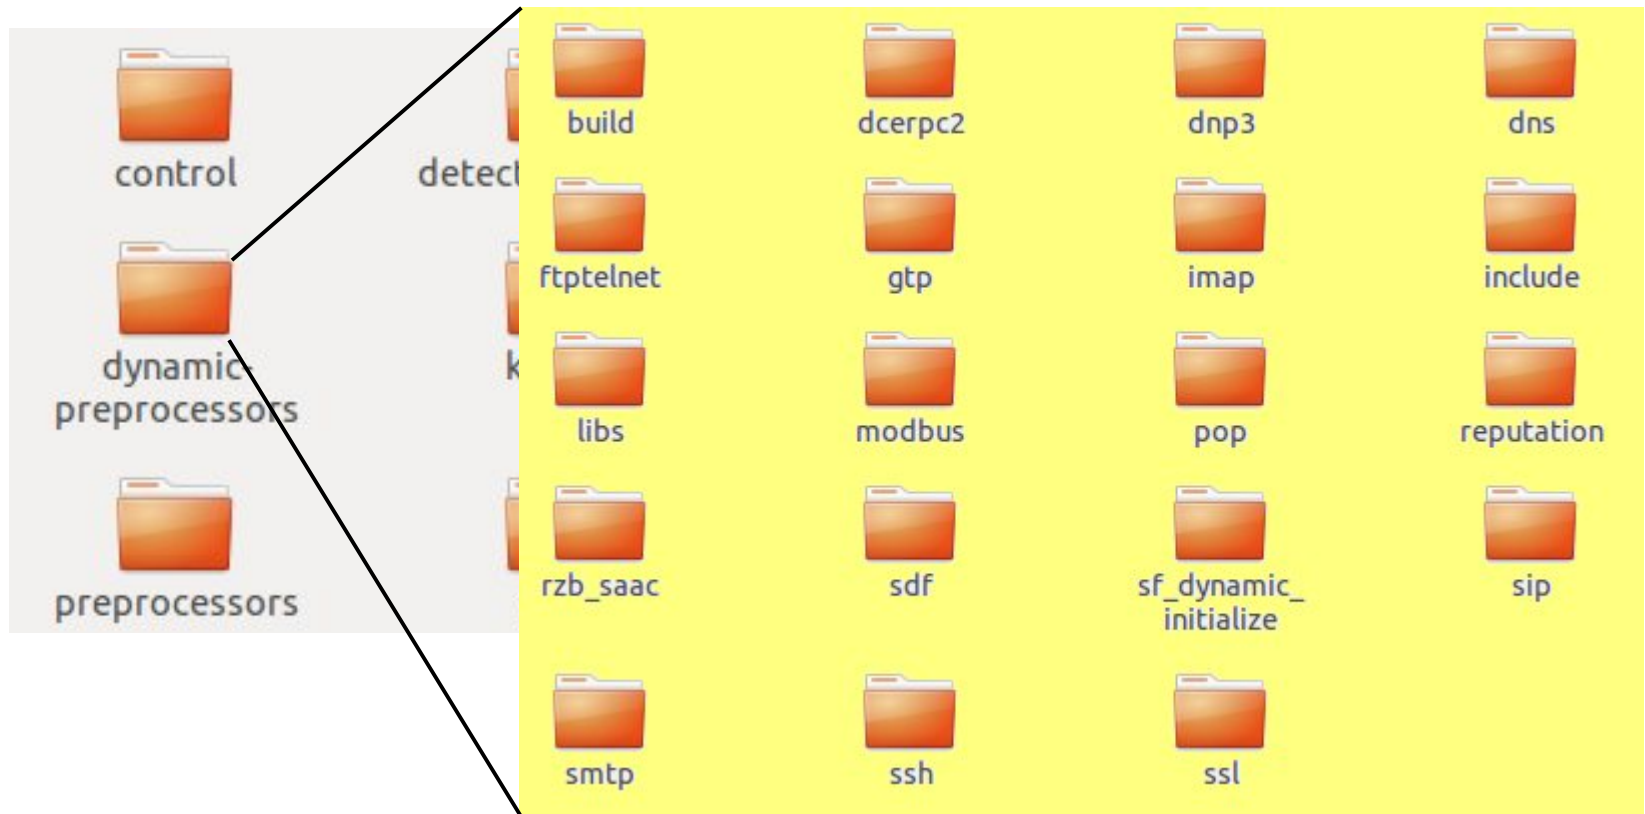 control
dynamic-
preprocessors
preprocessors
build
dcerpc2
dnp3
dns
ftptelnet
gtp
imap
include
libs
modbus
pop
reputation
rzb_saac
sdf
sf_dynamic_
initialize
sip
smtp
ssh
ssl